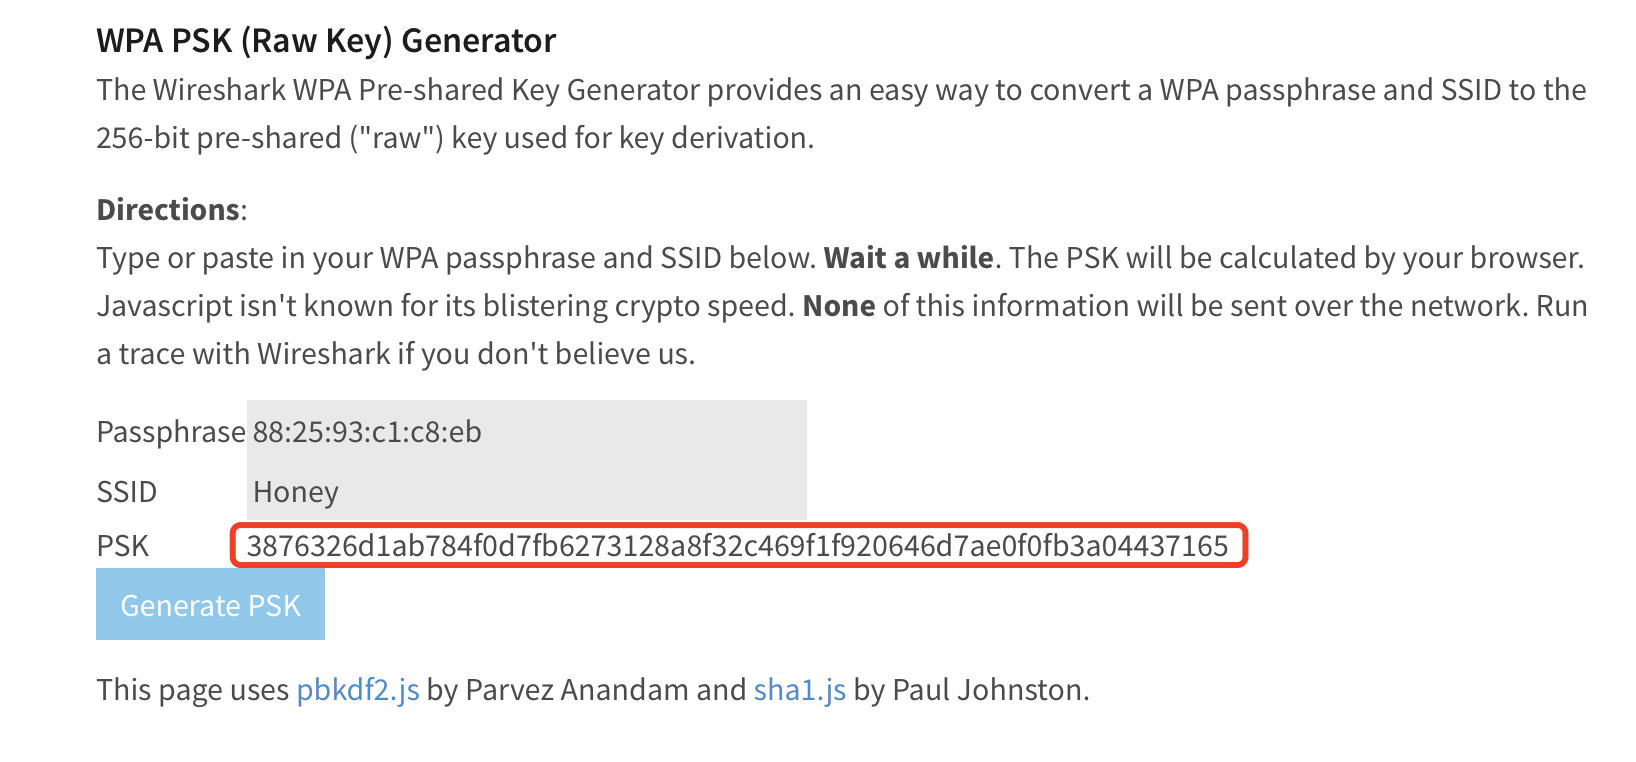 WPA PSK (Raw Key) Generator
The Wireshark WPA Pre-shared Key Generator provides an easy way to convert a WPA passphrase and SSID to the
256-bit pre-shared ("raw") key used for key derivation.
Directions:
Type or paste in your WPA passphrase and SSID below. Wait a while. The PSK will be calculated by your browser.
Javascript isn't known for its blistering crypto speed. None of this information will be sent over the network. Run
a trace with Wireshark if you don't believe us.
Passphrase 88:25:93:c1:c8:eb
SSID Honey
PSK 3876326d1ab784f0d7fb6273128a8f32c469f1f920646d7ae0f0fb3a04437165
Generate PSK
This page uses pbkdf2.js by Parvez Anandam and sha1.js by Paul Johnston.